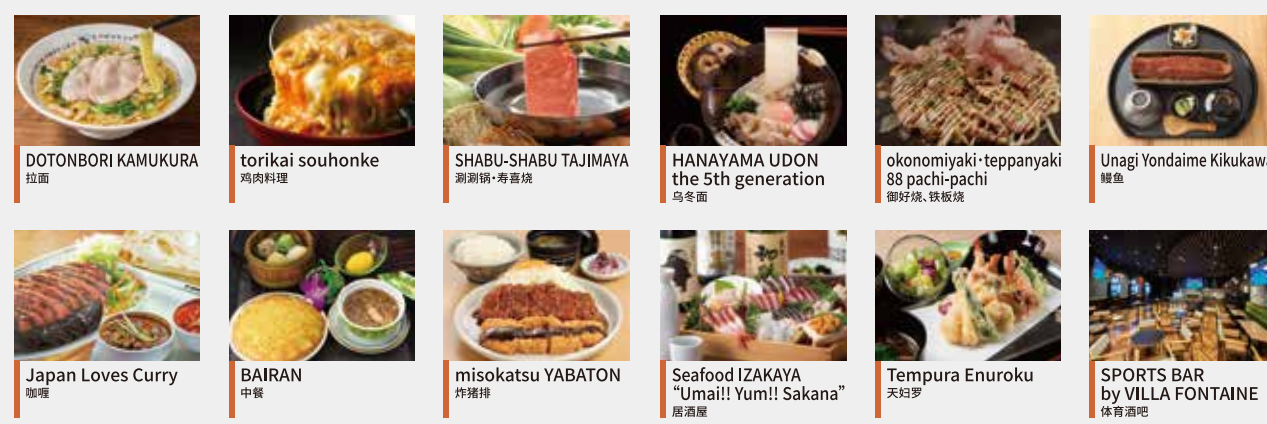 DOTONBORI KAMUKURA
拉面
torikai souhonke
鸡肉料理
SHABU-SHABU TAJIMAYA
涮涮锅・寿喜烧
HANAYAMA UDON
the 5th generation
乌冬面
okonomiyaki・teppanyaki
88 pachi-pachi
御好烧、铁板烧
Unagi Yondaime Kikukawa
鳗鱼
Japan Loves Curry
咖喱
BAIRAN
中餐
misokatsu YABATON
炸猪排
Seafood IZAKAYA
“Umai!! Yum!! Sakana”
居酒屋
Tempura Enuroku
天妇罗
SPORTS BAR
by VILLA FONTAINE
体育酒吧